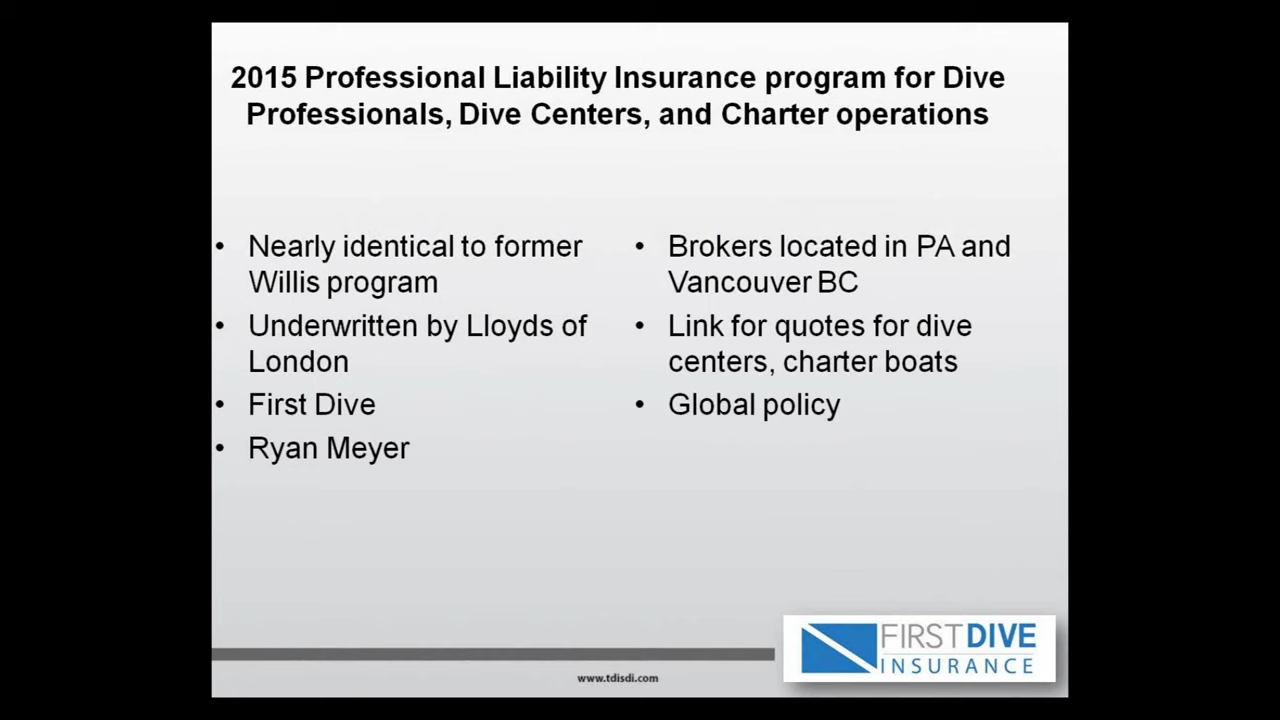 2015 Professional Liability Insurance program for Dive
Professionals, Dive Centers, and Charter operations
• Nearly identical to former
Willis program
• Underwritten by Lloyds of
London
• First Dive
• Ryan Meyer
• Brokers located in PA and
Vancouver BC
• Link for quotes for dive
centers, charter boats
• Global policy
FIRSTDIVE
INSURANCE
www.tdisdi.com